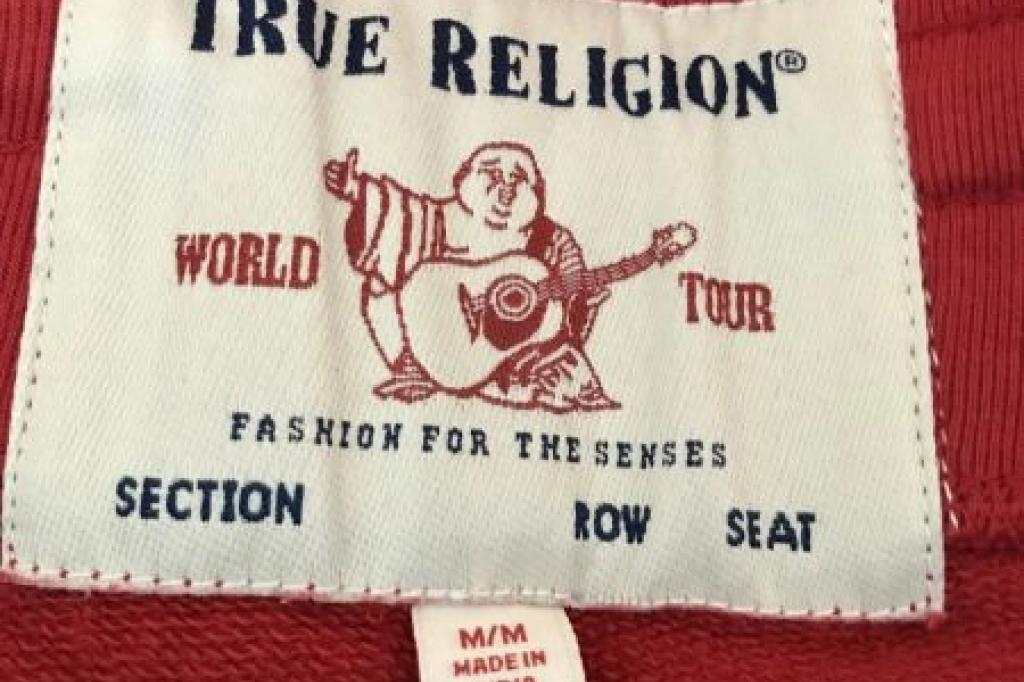 TRUE RELIGION®
WORLD TOUR
FASHION FOR THE SENSES
SECTION ROW SEAT
M/M
MADE IN